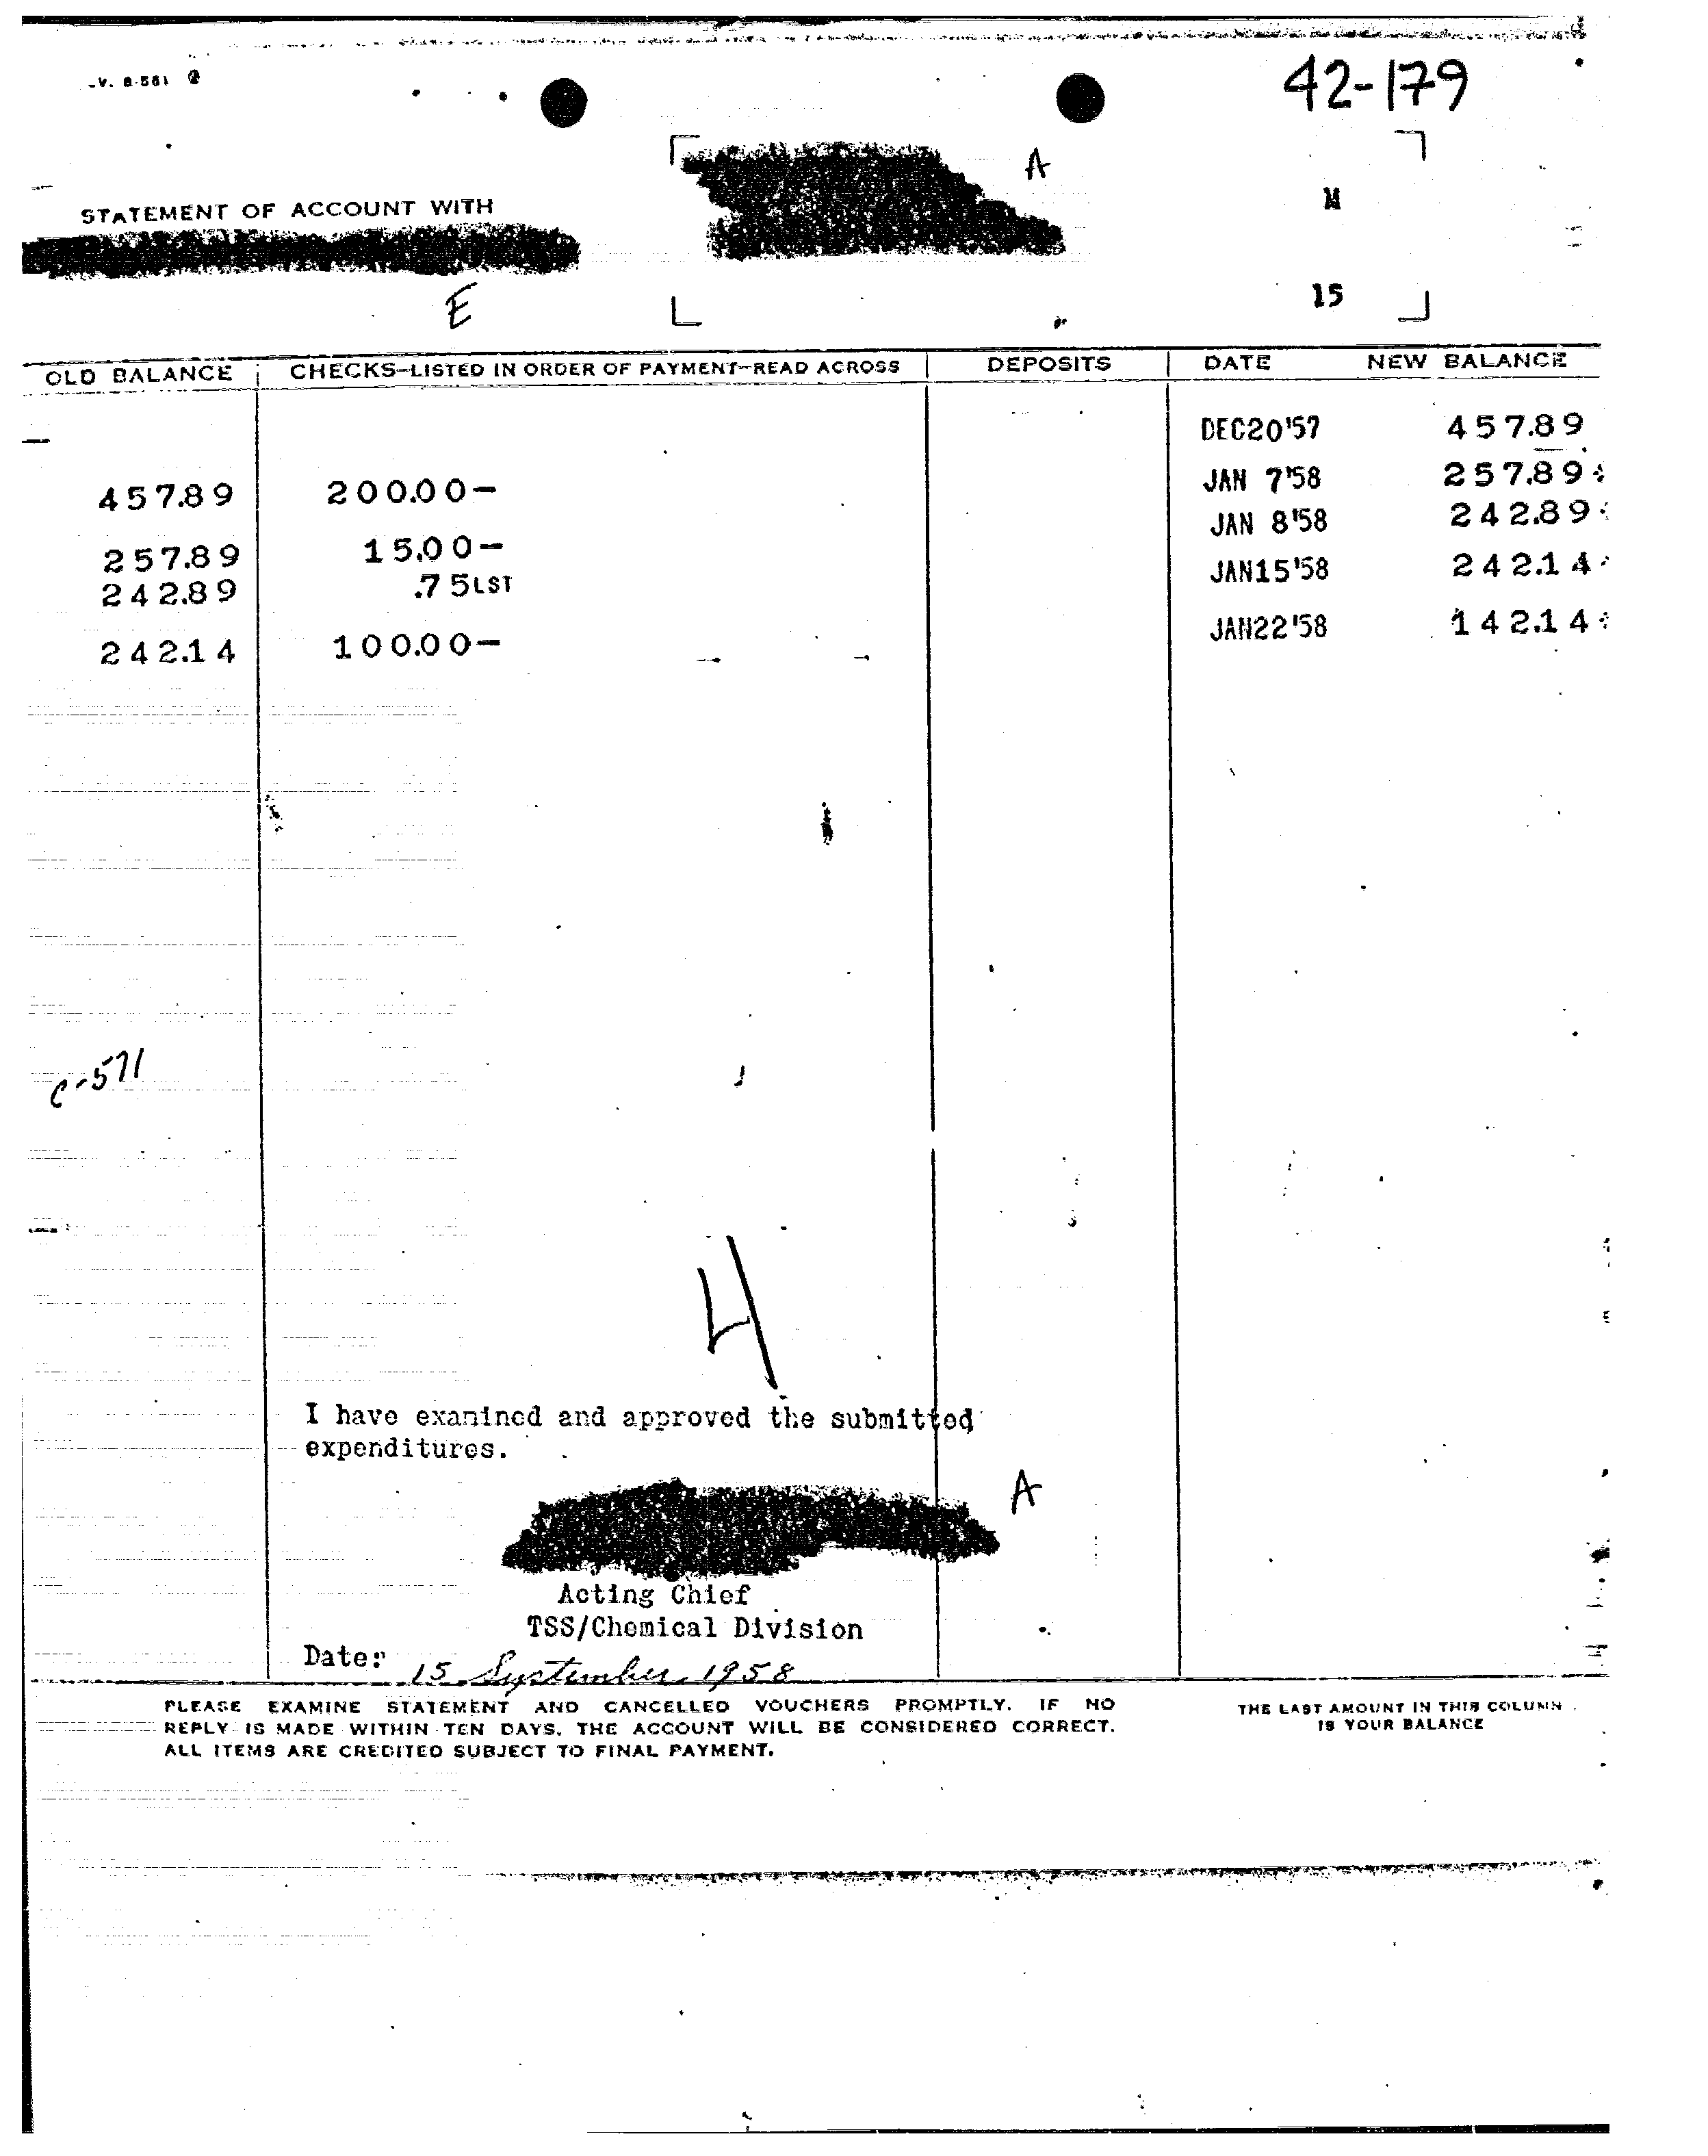 42-179
A
M
STATEMENT OF ACCOUNT WITH
E
15
OLD BALANCE CHECKS—LISTED IN ORDER OF PAYMENT—READ ACROSS DEPOSITS DATE NEW BALANCE
DEC20'57 457.89
457.89 200.00- JAN 7'58 257.89
257.89 15.00- JAN 8'58 242.89
242.89 .75LST JAN15'58 242.14
242.14 100.00- JAN22'58 142.14
C-571
4
I have examined and approved the submitted
expenditures.
A
Acting Chief
TSS/Chemical Division
Date: 15 September 1958
PLEASE EXAMINE STATEMENT AND CANCELLED VOUCHERS PROMPTLY. IF NO
REPLY IS MADE WITHIN TEN DAYS, THE ACCOUNT WILL BE CONSIDERED CORRECT.
ALL ITEMS ARE CREDITED SUBJECT TO FINAL PAYMENT.
THE LAST AMOUNT IN THIS COLUMN
IS YOUR BALANCE